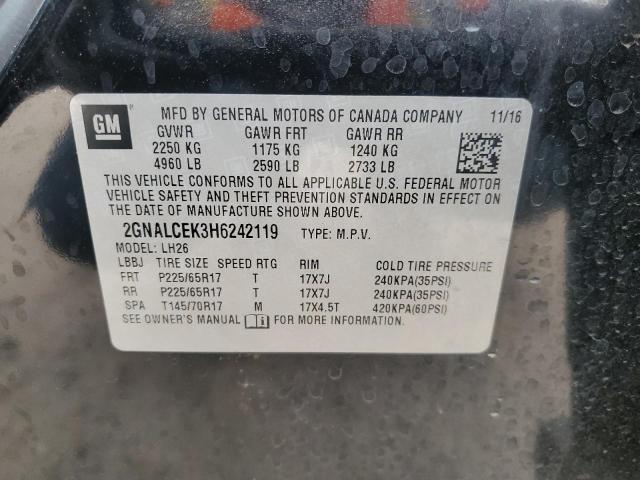 GM
MFD BY GENERAL MOTORS OF CANADA COMPANY 11/16
GVWR GAWR FRT GAWR RR
2250 KG 1175 KG 1240 KG
4960 LB 2590 LB 2733 LB
THIS VEHICLE CONFORMS TO ALL APPLICABLE U.S. FEDERAL MOTOR
VEHICLE SAFETY AND THEFT PREVENTION STANDARDS IN EFFECT ON
THE DATE OF MANUFACTURE SHOWN ABOVE.
2GNALCEK3H6242119 TYPE: M.P.V.
MODEL: LH26
LBBJ TIRE SIZE SPEED RTG RIM COLD TIRE PRESSURE
FRT P225/65R17 T 17X7J 240KPA(35PSI)
RR P225/65R17 T 17X7J 240KPA(35PSI)
SPA T145/70R17 M 17X4.5T 420KPA(60PSI)
SEE OWNER'S MANUAL FOR MORE INFORMATION.